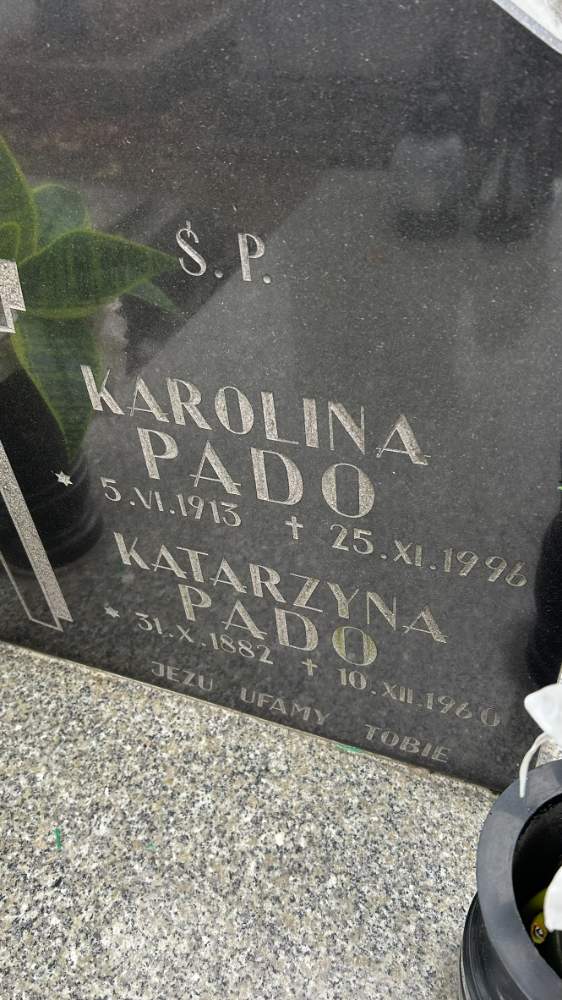 Ś.P.
KAROLINA
PADO
* 5.VI.1913 † 25.XI.1996
KATARZYNA
PADO
* 31.X.1882 † 10.XII.1960
JEZU UFAMY TOBIE